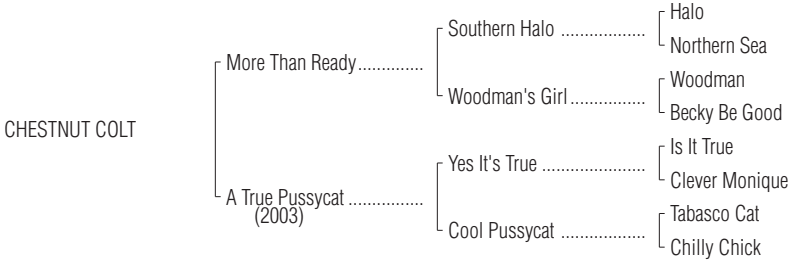 Halo
Southern Halo ..................
Northern Sea
More Than Ready..............
Woodman
Woodman's Girl................
Becky Be Good
CHESTNUT COLT
Is It True
Yes It's True ......................
Clever Monique
A True Pussycat ................
(2003)
Tabasco Cat
Cool Pussycat ..................
Chilly Chick